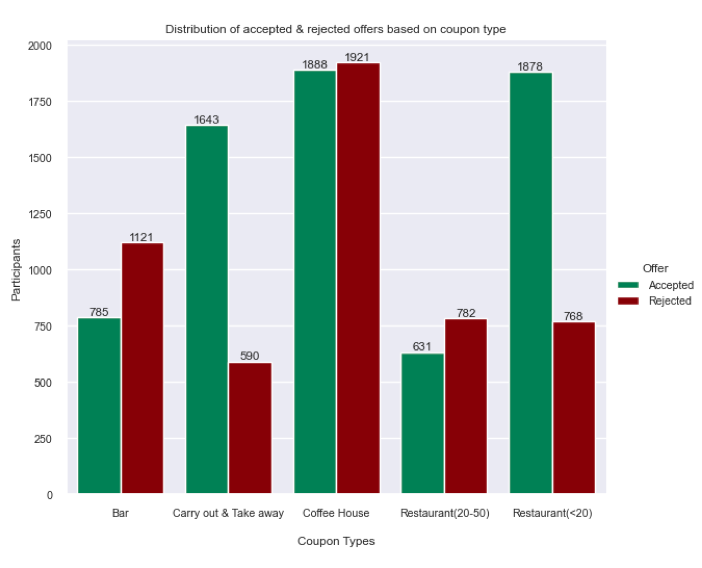 Distribution of accepted & rejected offers based on coupon type
Participants
2000
1750
1500
1250
1000
750
500
250
0
785
1121
1643
590
1888
1921
631
782
1878
768
Bar
Carry out & Take away
Coffee House
Restaurant(20-50)
Restaurant(<20)
Coupon Types
Offer
Accepted
Rejected